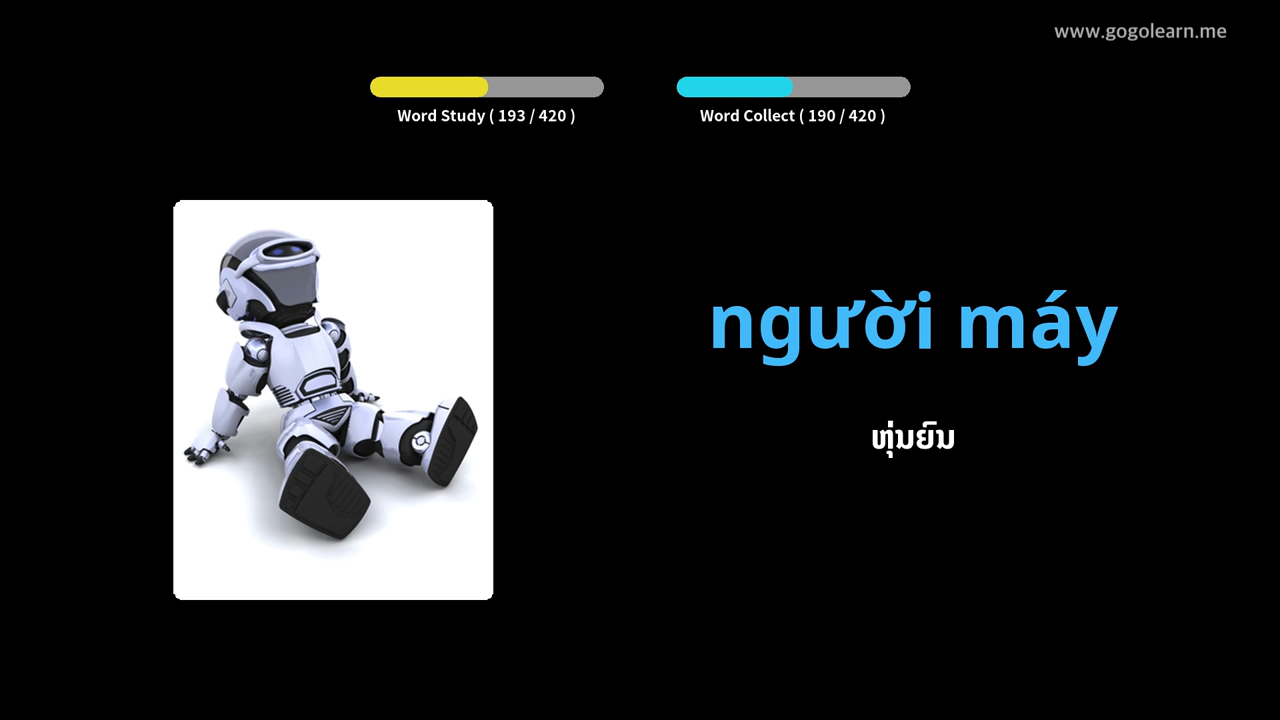 www.gogolearn.me
Word Study ( 193 / 420 )
Word Collect ( 190 / 420 )
người máy
ຫຸ່ນຍົນ